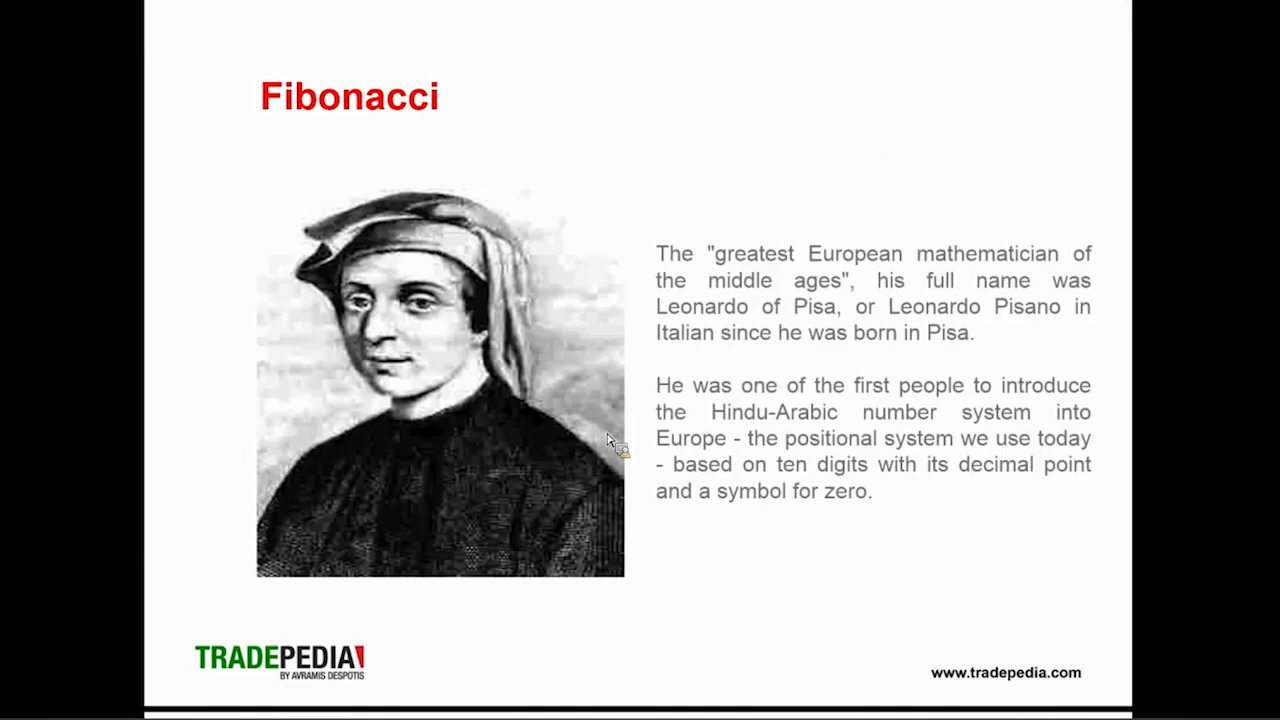 Fibonacci
The "greatest European mathematician of
the middle ages", his full name was
Leonardo of Pisa, or Leonardo Pisano in
Italian since he was born in Pisa.
He was one of the first people to introduce
the Hindu-Arabic number system into
Europe - the positional system we use today
- based on ten digits with its decimal point
and a symbol for zero.
TRADEPEDIA
BY AVRAMIS DESPOTIS
www.tradepedia.com